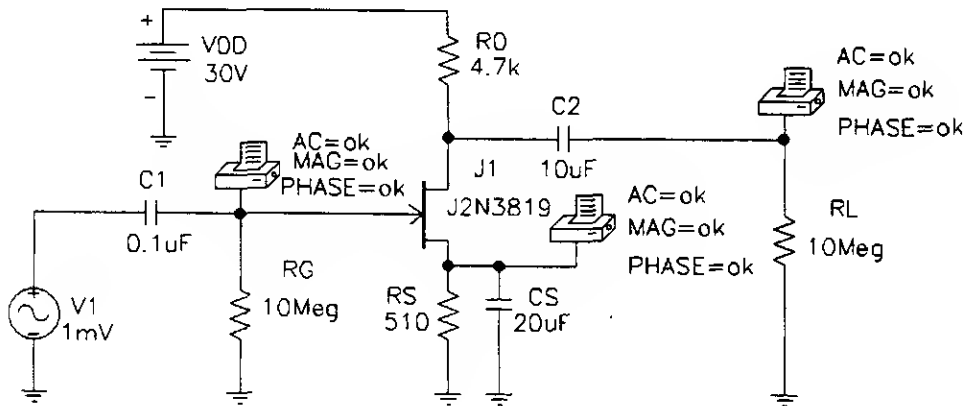 +
VDD
30V
-
RD
4.7k
AC=ok
MAG=ok
PHASE=ok
C2
10uF
AC=ok
MAG=ok
PHASE=ok
C1
0.1uF
J1
J2N3819
AC=ok
MAG=ok
PHASE=ok
RL
10Meg
RG
10Meg
RS
510
CS
20uF
+
V1
1mV
-